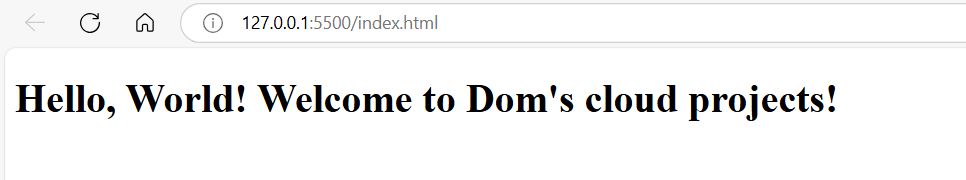 127.0.0.1:5500/index.html
Hello, World! Welcome to Dom's cloud projects!